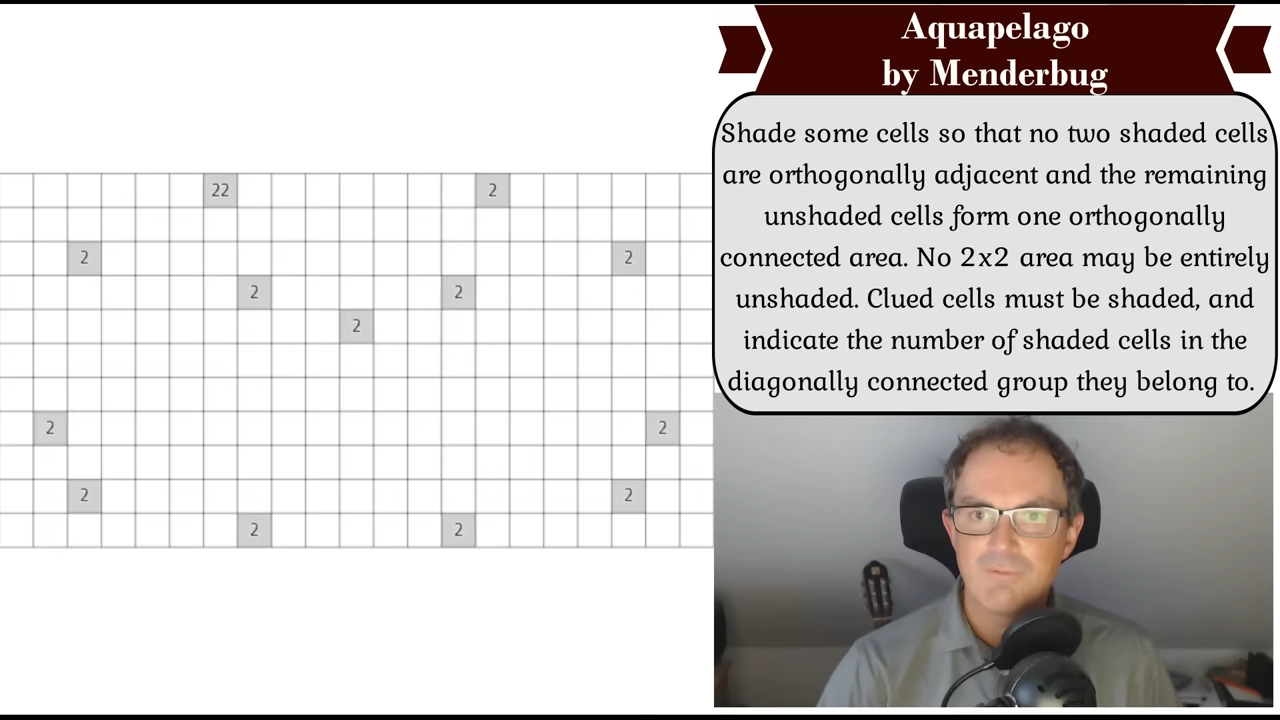 Aquapelago
by Menderbug
Shade some cells so that no two shaded cells
are orthogonally adjacent and the remaining
unshaded cells form one orthogonally
connected area. No 2x2 area may be entirely
unshaded. Clued cells must be shaded, and
indicate the number of shaded cells in the
diagonally connected group they belong to.
22 2
2 2
2 2
2
2 2
2 2
2 2